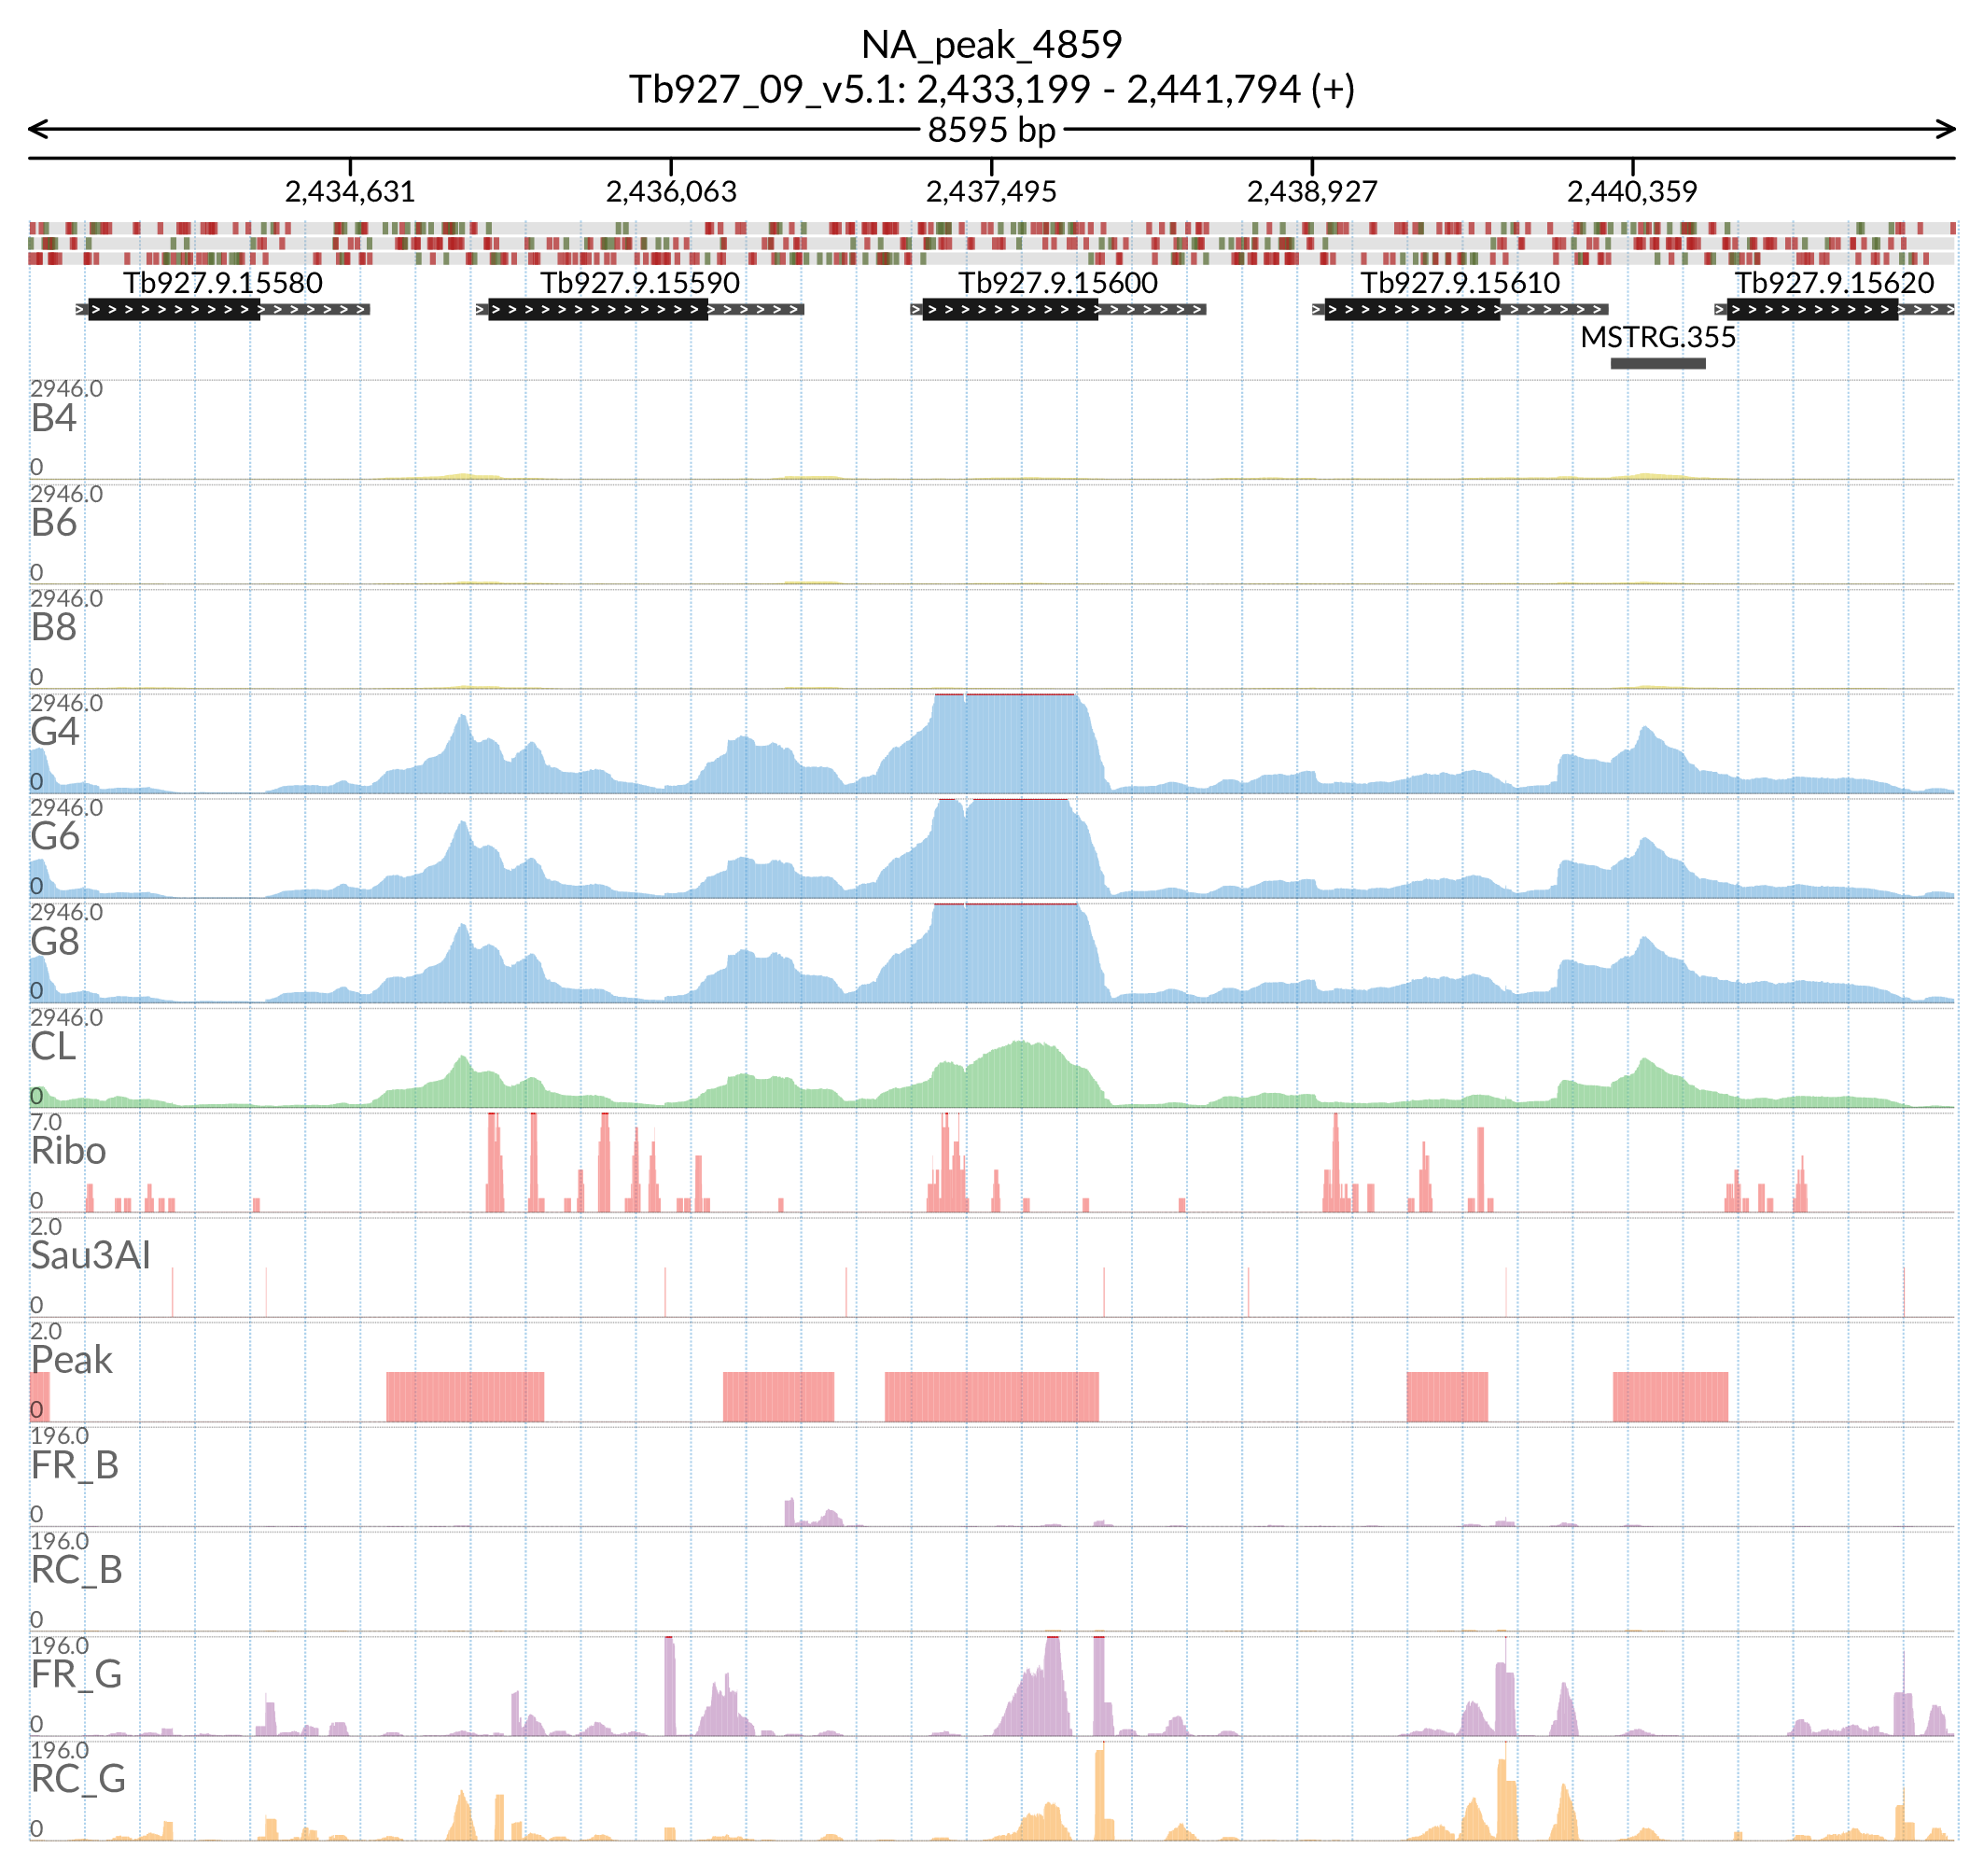 NA_peak_4859
Tb927_09_v5.1: 2,433,199 - 2,441,794 (+)
8595 bp
2,434,631 2,436,063 2,437,495 2,438,927 2,440,359
Tb927.9.15580 Tb927.9.15590 Tb927.9.15600 Tb927.9.15610 Tb927.9.15620
MSTRG.355
2946.0
B4
0
2946.0
B6
0
2946.0
B8
0
2946.0
G4
0
2946.0
G6
0
2946.0
G8
0
2946.0
CL
0
7.0
Ribo
0
2.0
Sau3AI
0
2.0
Peak
0
196.0
FR_B
0
196.0
RC_B
0
196.0
FR_G
0
196.0
RC_G
0